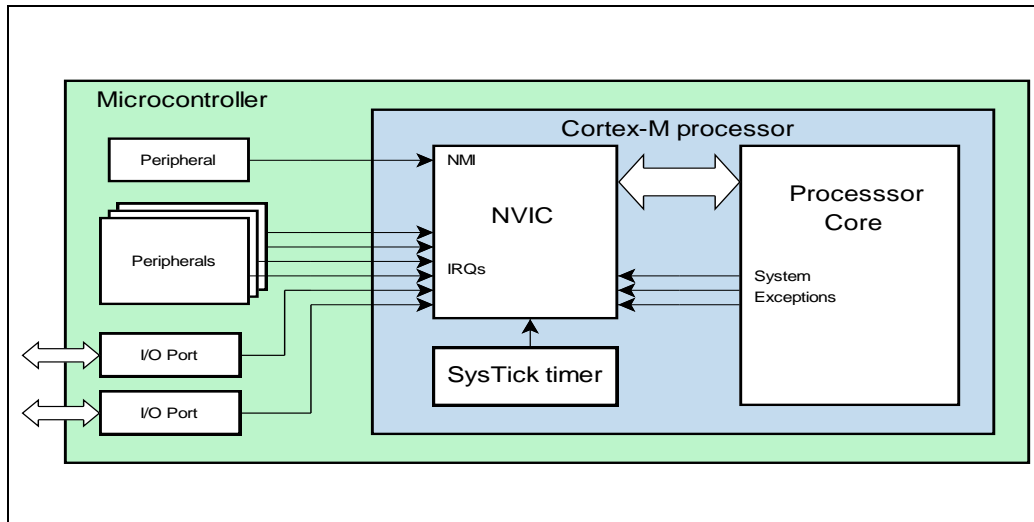 Microcontroller
Cortex-M processor
Peripheral
NMI
NVIC
Processsor
Core
Peripherals
IRQs
System
Exceptions
I/O Port
SysTick timer
I/O Port